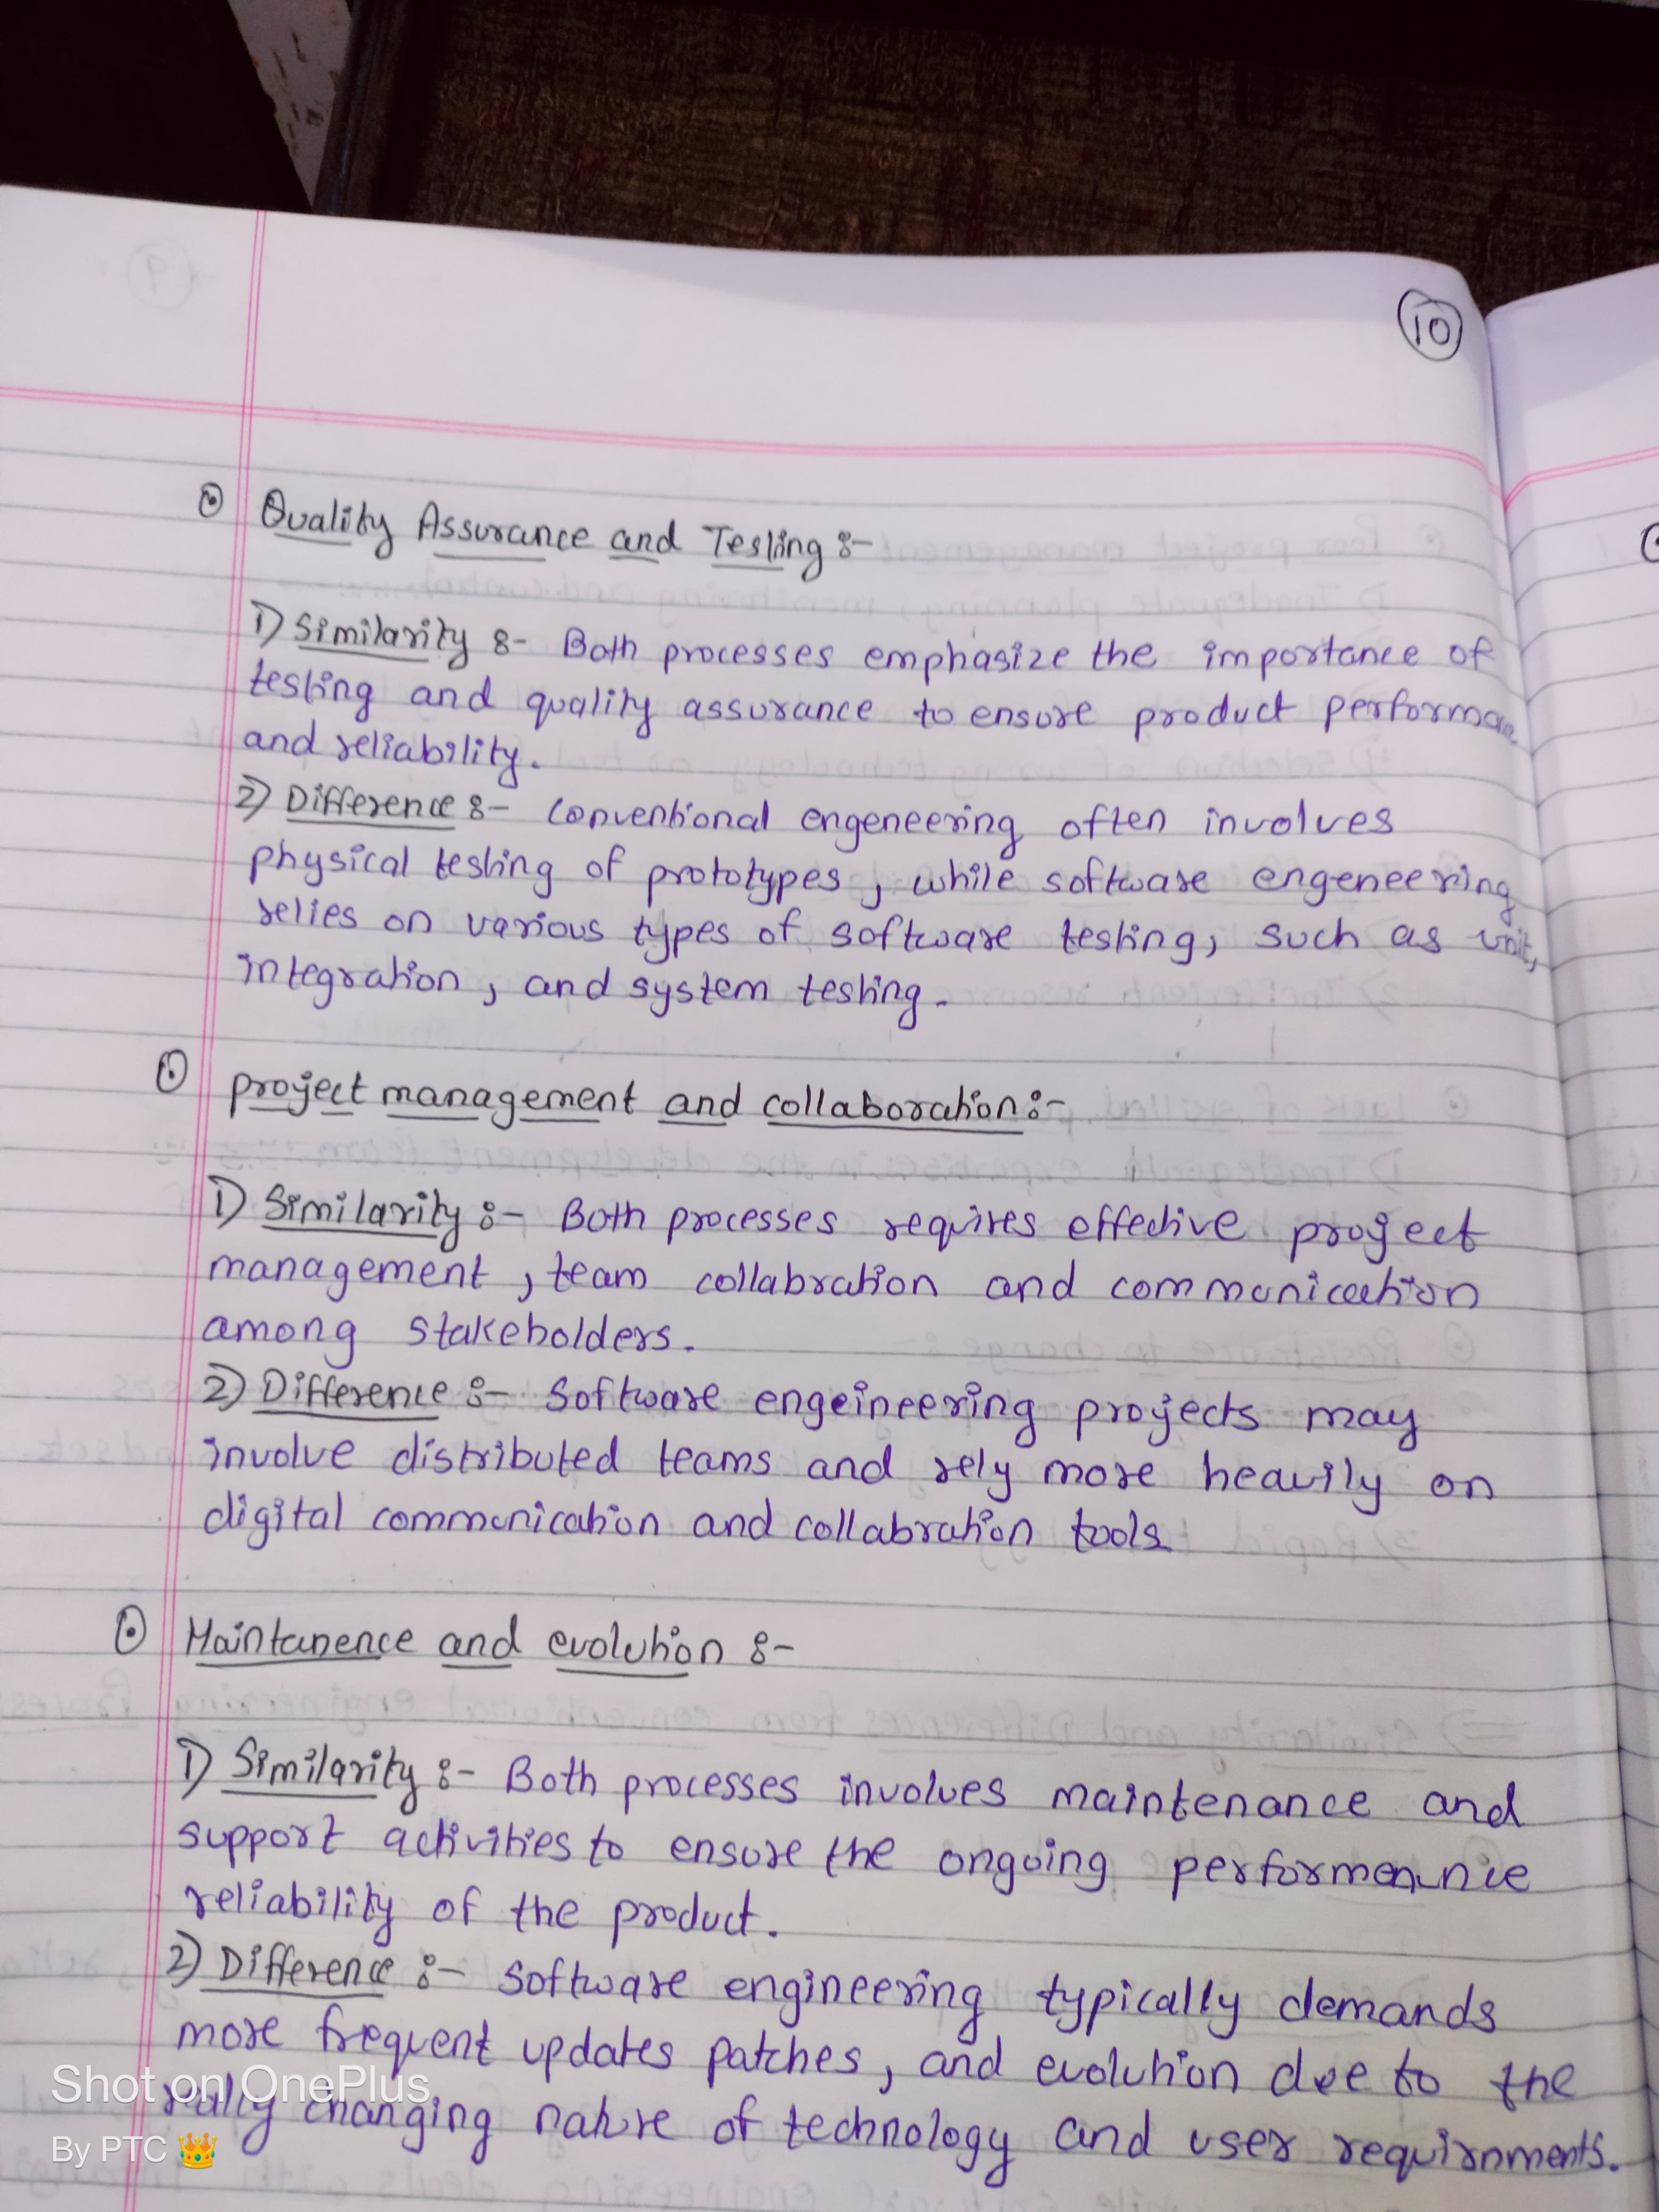 10
Quality Assurance and Testing :-
1) Similarity :- Both processes emphasize the importance of
testing and quality assurance to ensure product
and reliability.
2) Difference :- Conventional engeneering often involves
physical testing of prototypes, while software engeneering
relies on various types of software testing, such as unit,
integration, and system testing.
project management and collaboration :-
1) Similarity :- Both processes requires effective project
management, team collabration and communication
among stakeholders.
2) Difference :- Software engeineering projects may
involve distributed teams and rely more heavily on
digital communication and collabration tools
Maintanence and evolution :-
1) Similarity :- Both processes involves maintenance and
support activities to ensure the ongoing
reliability of the product.
2) Difference :- Software engineering typically demands
more frequent updates patches, and evolution due to the
changing nature of technology and user requirnments.
Shot on OnePlus
By PTC